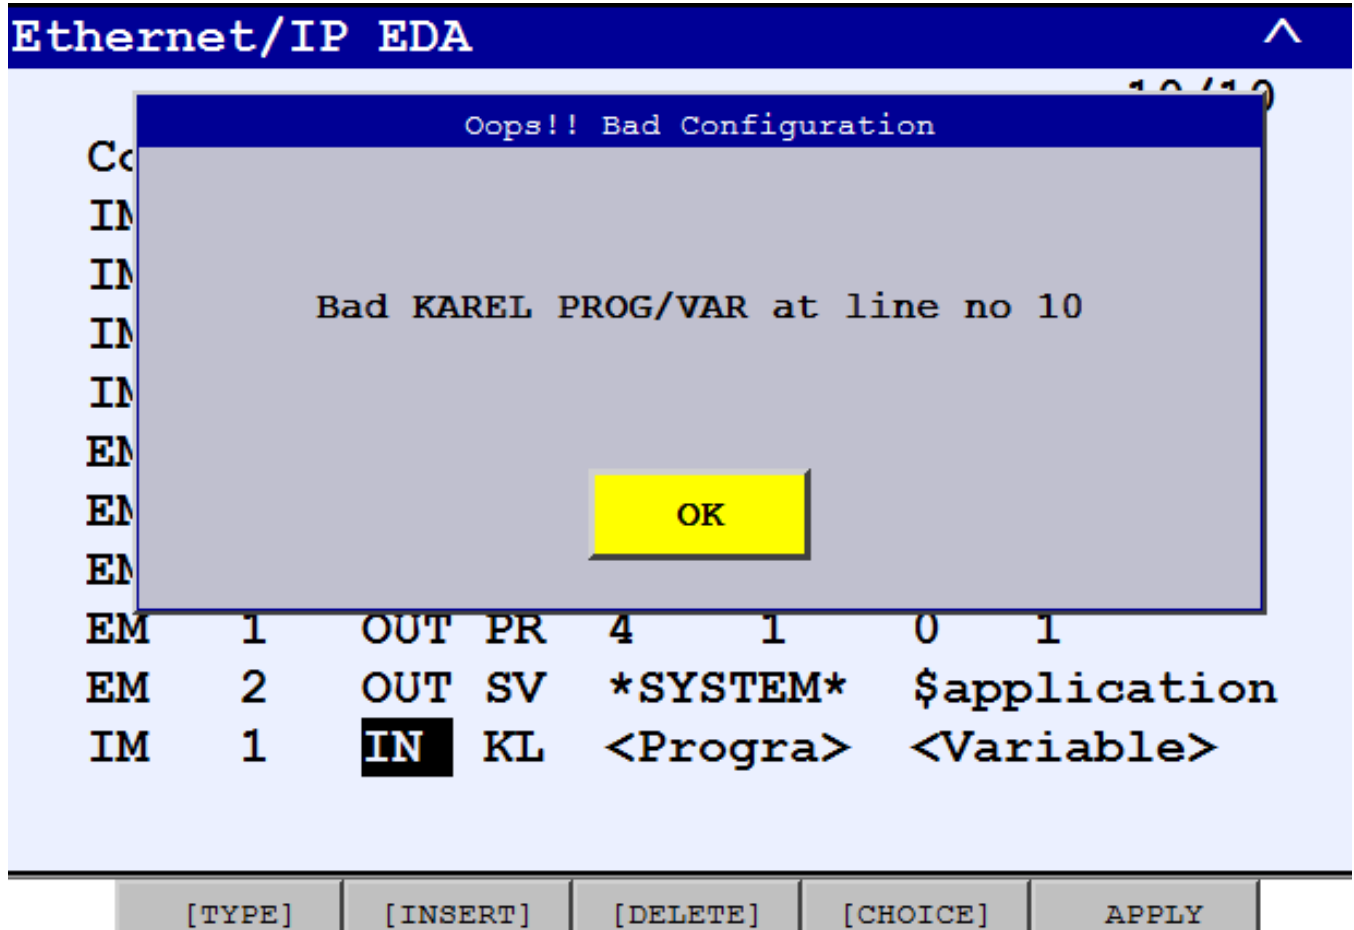 Ethernet/IP EDA ^
10/10
Oops!! Bad Configuration
Bad KAREL PROG/VAR at line no 10
OK
EM 1 OUT PR 4 1 0 1
EM 2 OUT SV *SYSTEM* $application
IM 1 IN KL <Progra> <Variable>
[TYPE] [INSERT] [DELETE] [CHOICE] APPLY